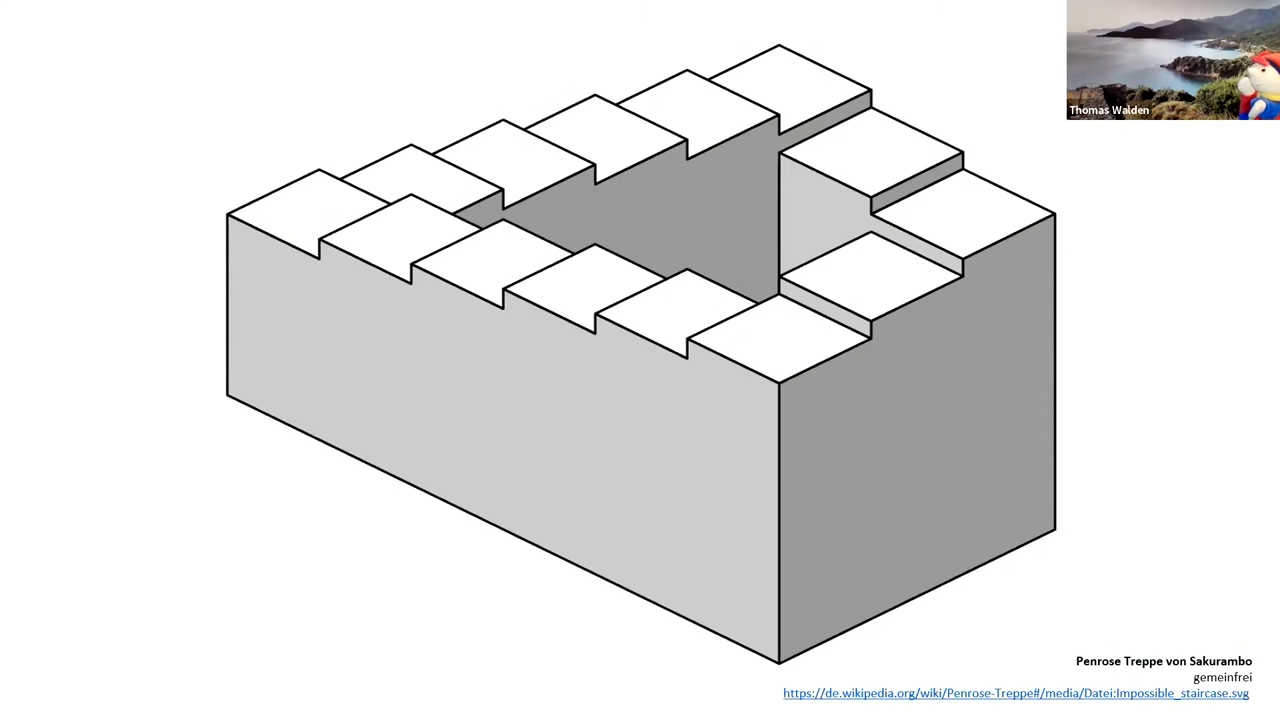 Thomas Walden
Penrose Treppe von Sakurambo
gemeinfrei
https://de.wikipedia.org/wiki/Penrose-Treppe#/media/Datei:Impossible_staircase.svg